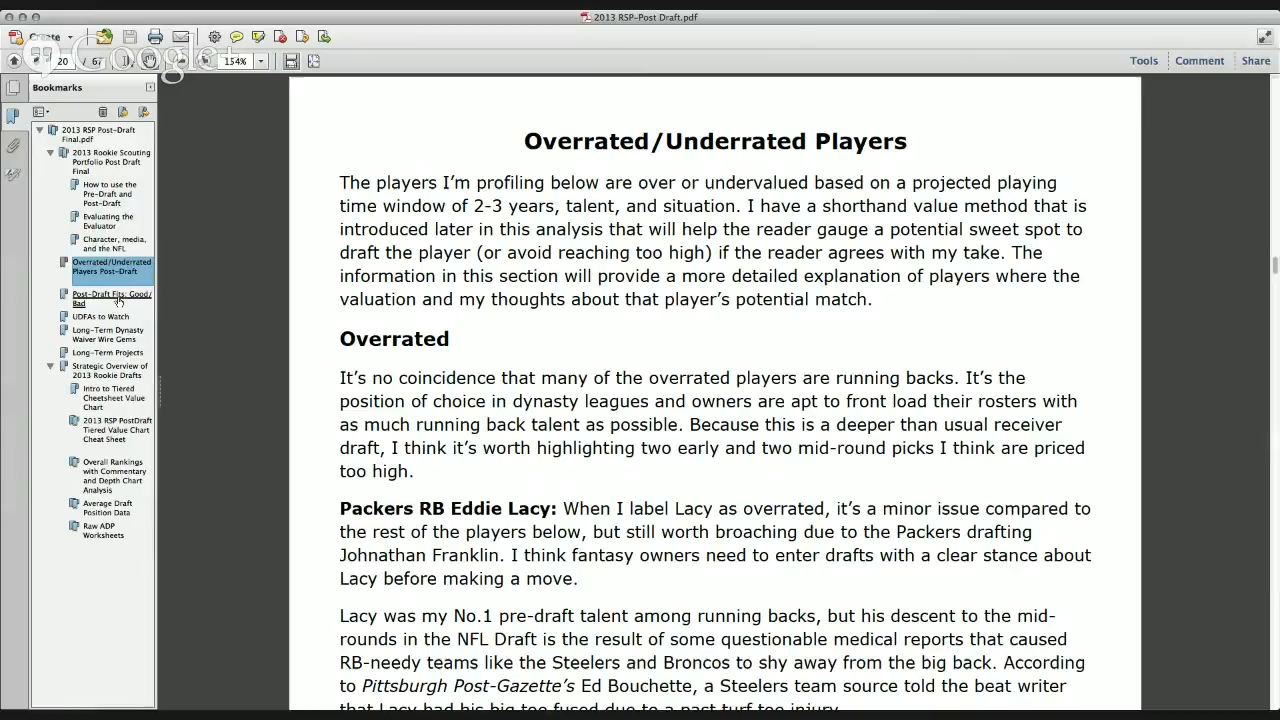 2013 RSP-Post Draft.pdf
Create
Google+
20 / 67
154%
Tools
Comment
Share
Bookmarks
2013 RSP Post-Draft
Final.pdf
2013 Rookie Scouting
Portfolio Post Draft
Final
How to use the
Pre-Draft and
Post-Draft
Evaluating the
Evaluator
Character, media,
and the NFL
Overrated/Underrated
Players Post-Draft
Post-Draft Fits: Good/
Bad
UDFAs to Watch
Long-Term Dynasty
Waiver Wire Gems
Long-Term Projects
Strategic Overview of
2013 Rookie Drafts
Intro to Tiered
Cheetsheet Value
Chart
2013 RSP PostDraft
Tiered Value Chart
Cheat Sheet
Overall Rankings
with Commentary
and Depth Chart
Analysis
Average Draft
Position Data
Raw ADP
Worksheets
Overrated/Underrated Players
The players I'm profiling below are over or undervalued based on a projected playing
time window of 2-3 years, talent, and situation. I have a shorthand value method that is
introduced later in this analysis that will help the reader gauge a potential sweet spot to
draft the player (or avoid reaching too high) if the reader agrees with my take. The
information in this section will provide a more detailed explanation of players where the
valuation and my thoughts about that player's potential match.
Overrated
It's no coincidence that many of the overrated players are running backs. It's the
position of choice in dynasty leagues and owners are apt to front load their rosters with
as much running back talent as possible. Because this is a deeper than usual receiver
draft, I think it's worth highlighting two early and two mid-round picks I think are priced
too high.
Packers RB Eddie Lacy: When I label Lacy as overrated, it's a minor issue compared to
the rest of the players below, but still worth broaching due to the Packers drafting
Johnathan Franklin. I think fantasy owners need to enter drafts with a clear stance about
Lacy before making a move.
Lacy was my No.1 pre-draft talent among running backs, but his descent to the mid-
rounds in the NFL Draft is the result of some questionable medical reports that caused
RB-needy teams like the Steelers and Broncos to shy away from the big back. According
to Pittsburgh Post-Gazette's Ed Bouchette, a Steelers team source told the beat writer
that Lacy had his big toe fused due to a past turf toe injury.